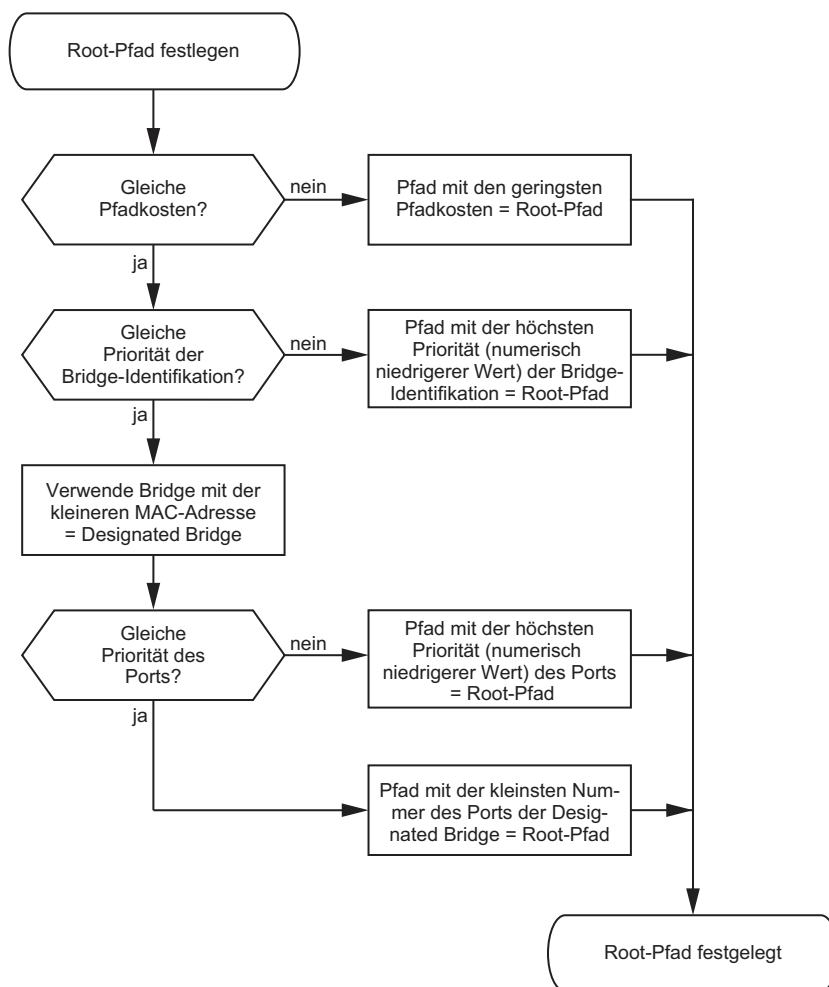 Root-Pfad festlegen
Gleiche
Pfadkosten?
nein
Pfad mit den geringsten
Pfadkosten = Root-Pfad
ja
Gleiche
Priorität der
Bridge-Identifikation?
nein
Pfad mit der höchsten
Priorität (numerisch
niedrigerer Wert) der Bridge-
Identifikation = Root-Pfad
ja
Verwende Bridge mit der
kleineren MAC-Adresse
= Designated Bridge
Gleiche
Priorität des
Ports?
nein
Pfad mit der höchsten
Priorität (numerisch
niedrigerer Wert) des Ports
= Root-Pfad
ja
Pfad mit der kleinsten Num-
mer des Ports der Desig-
nated Bridge = Root-Pfad
Root-Pfad festgelegt